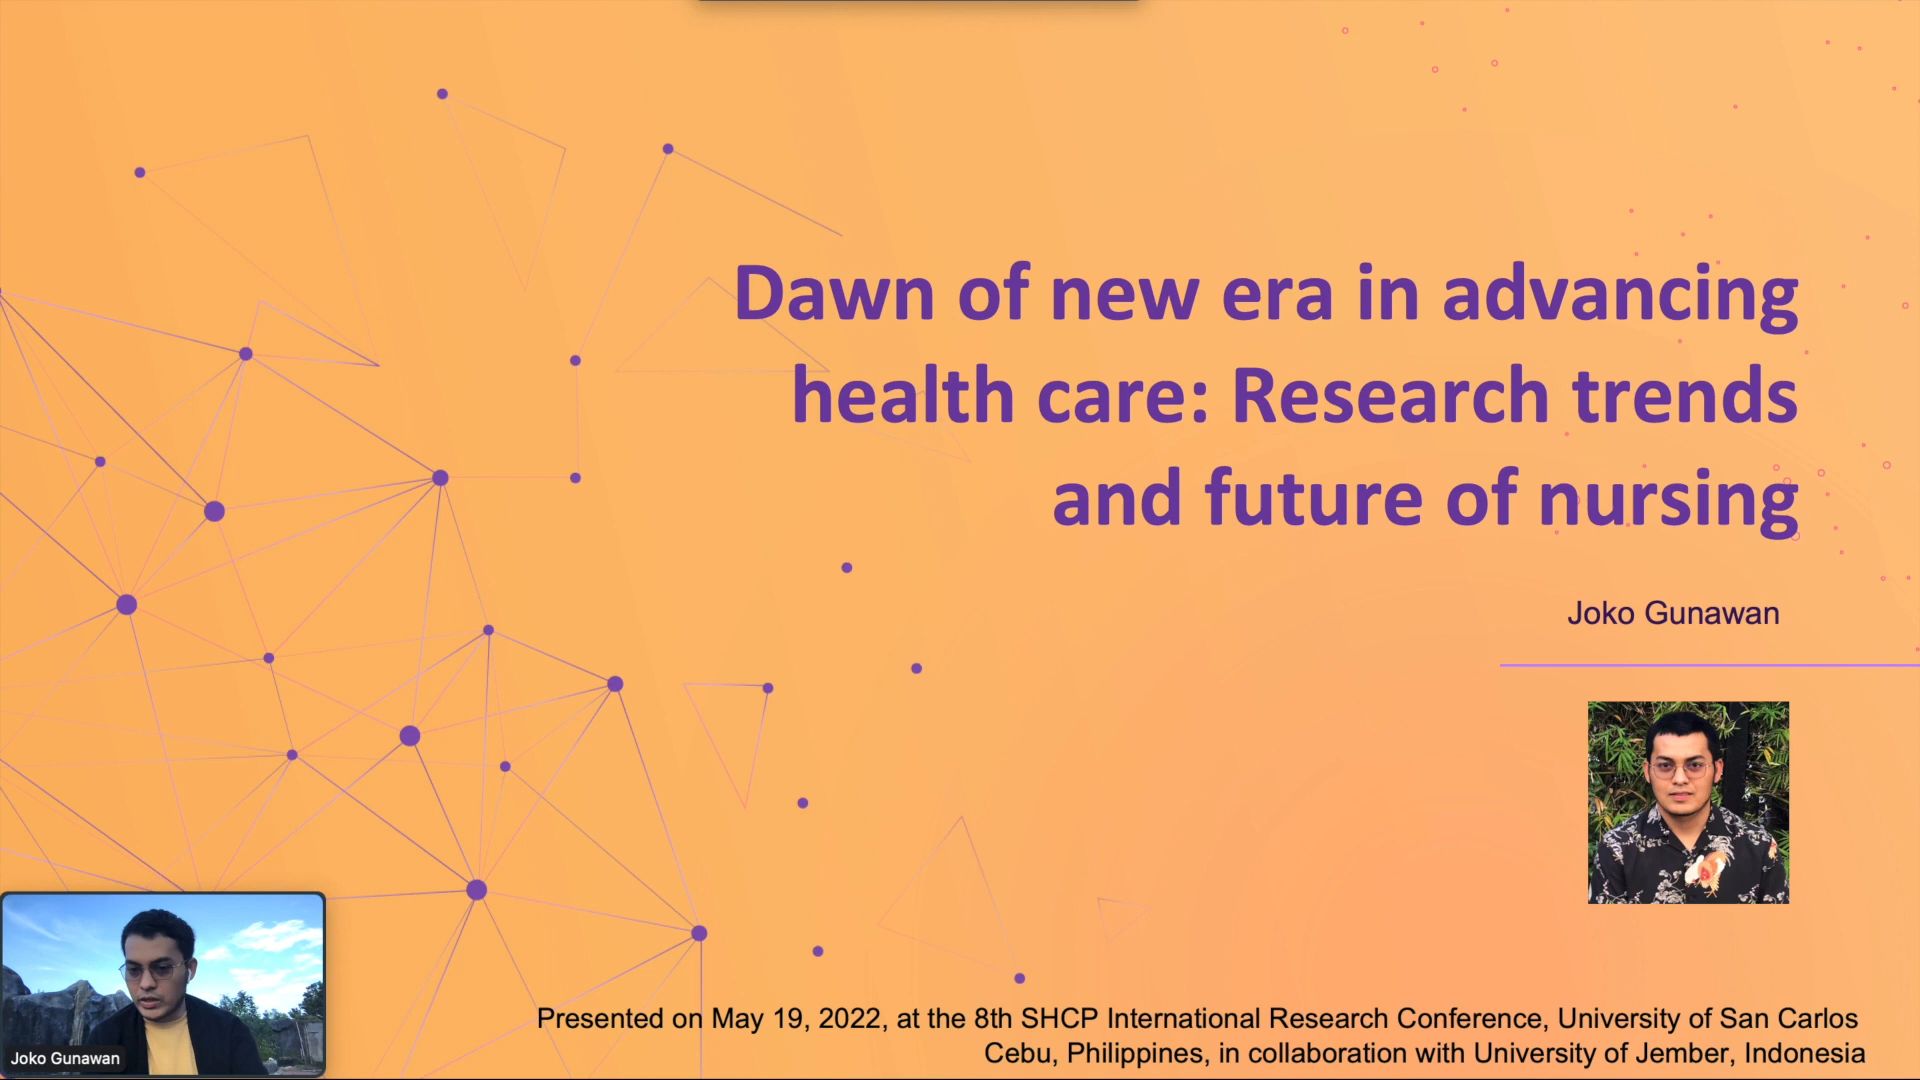 Dawn of new era in advancing
health care: Research trends
and future of nursing
Joko Gunawan
Joko Gunawan
Presented on May 19, 2022, at the 8th SHCP International Research Conference, University of San Carlos
Cebu, Philippines, in collaboration with University of Jember, Indonesia